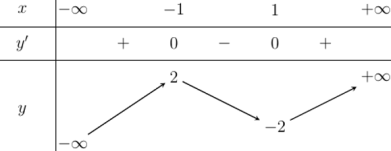 x −∞ −1 1 +∞
y′ + 0 − 0 +
2 +∞
y
−2
−∞